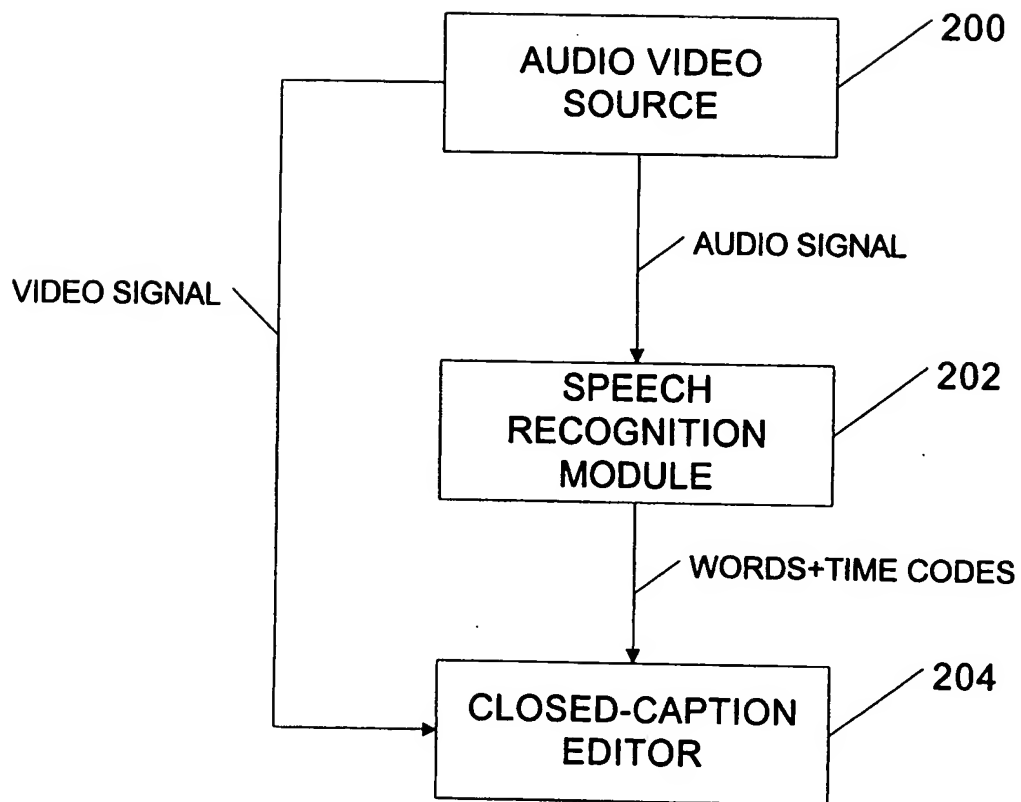 200
AUDIO VIDEO
SOURCE
AUDIO SIGNAL
VIDEO SIGNAL
202
SPEECH
RECOGNITION
MODULE
WORDS+TIME CODES
204
CLOSED-CAPTION
EDITOR